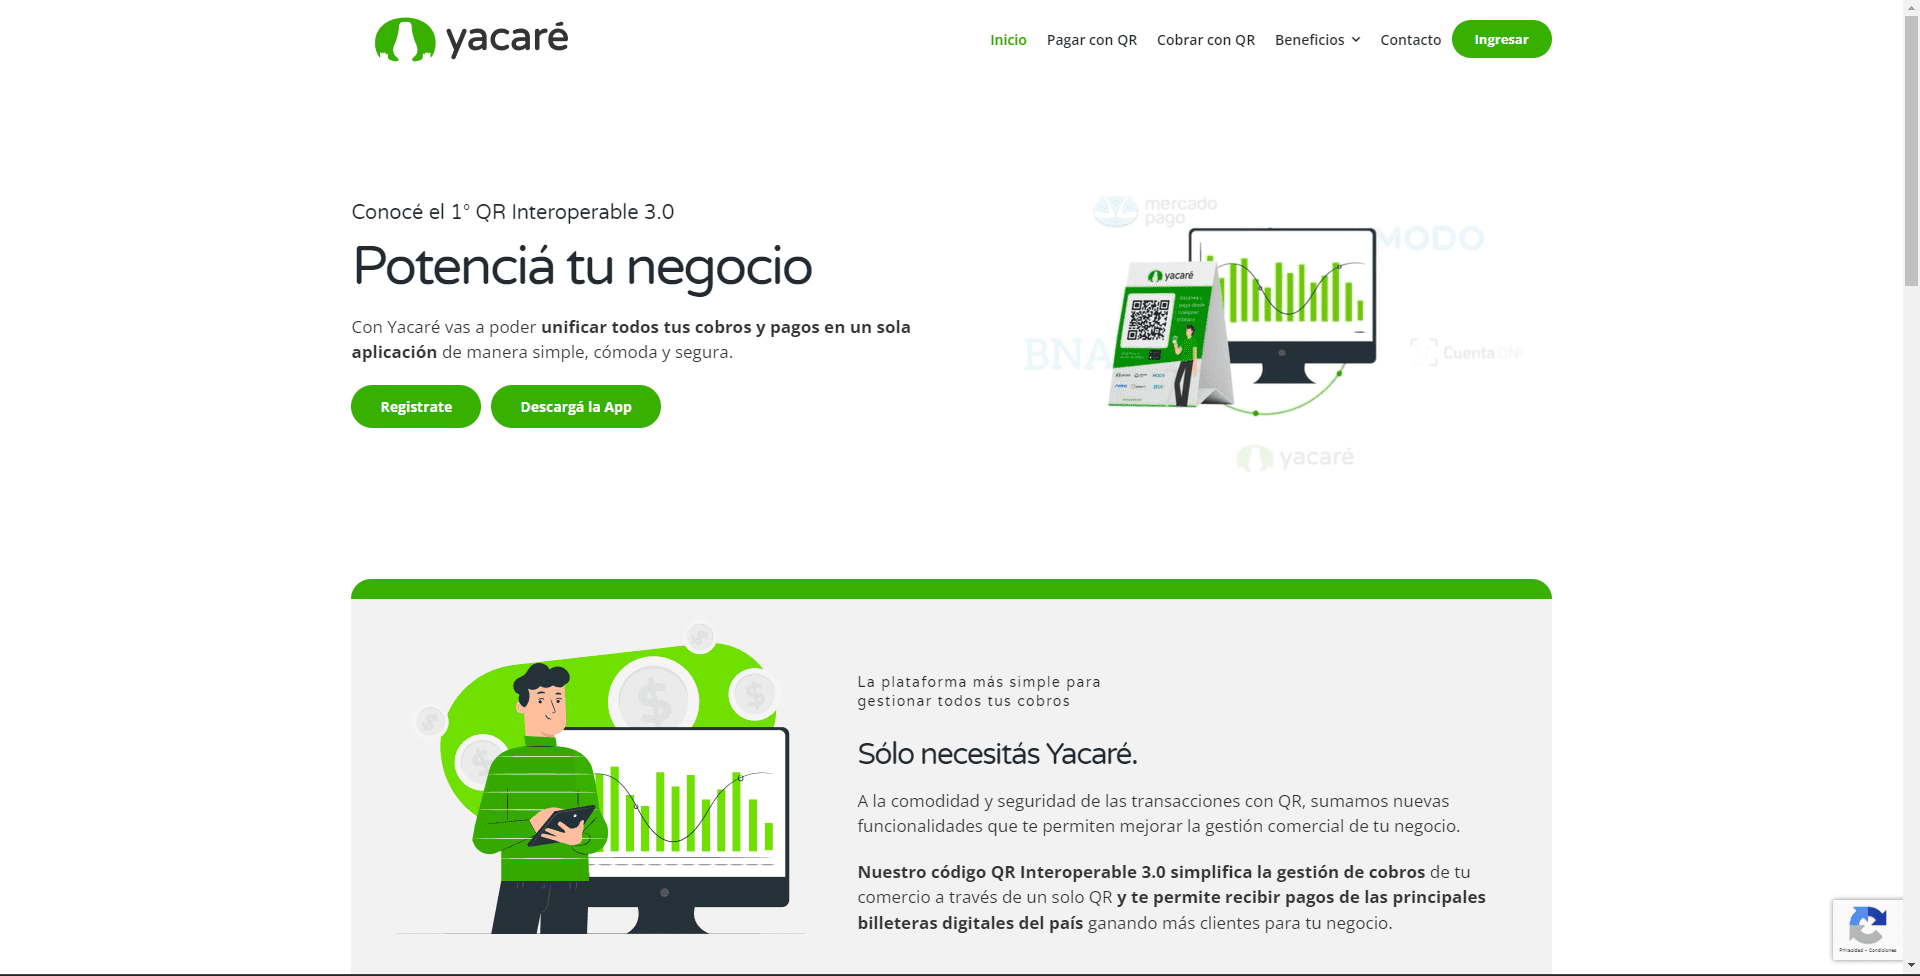 yacaré
Inicio
Pagar con QR
Cobrar con QR
Beneficios
Contacto
Ingresar
Conocé el 1° QR Interoperable 3.0
Potenciá tu negocio
Con Yacaré vas a poder unificar todos tus cobros y pagos en un sola
aplicación de manera simple, cómoda y segura.
Registrate
Descargá la App
mercado
pago
MODO
yacaré
BNA
Cuenta DNI
yacaré
La plataforma más simple para
gestionar todos tus cobros
Sólo necesitás Yacaré.
A la comodidad y seguridad de las transacciones con QR, sumamos nuevas
funcionalidades que te permiten mejorar la gestión comercial de tu negocio.
Nuestro código QR Interoperable 3.0 simplifica la gestión de cobros de tu
comercio a través de un solo QR y te permite recibir pagos de las principales
billeteras digitales del país ganando más clientes para tu negocio.
Privacidad - Condiciones